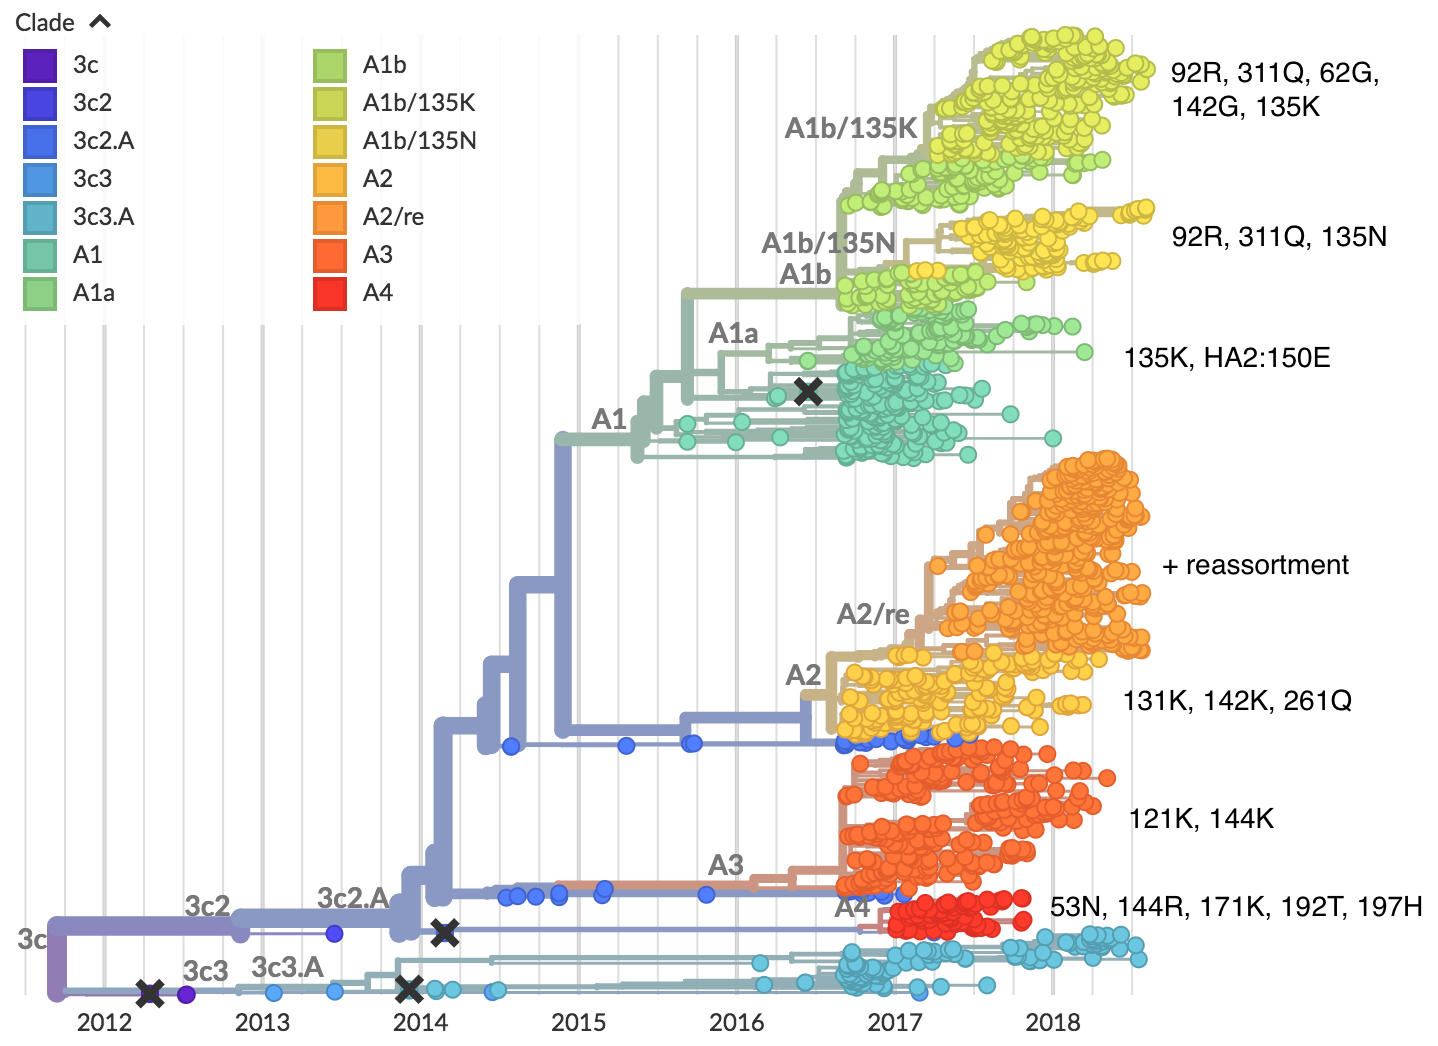 Clade
3c
3c2
3c2.A
3c3
3c3.A
A1
A1a
A1b
A1b/135K
A1b/135N
A2
A2/re
A3
A4
92R, 311Q, 62G,
142G, 135K
A1b/135K
92R, 311Q, 135N
A1b/135N
A1b
A1a
135K, HA2:150E
A1
+ reassortment
A2/re
A2
131K, 142K, 261Q
121K, 144K
A3
3c2.A
3c2
A4
53N, 144R, 171K, 192T, 197H
3c
3c3
3c3.A
2012
2013
2014
2015
2016
2017
2018